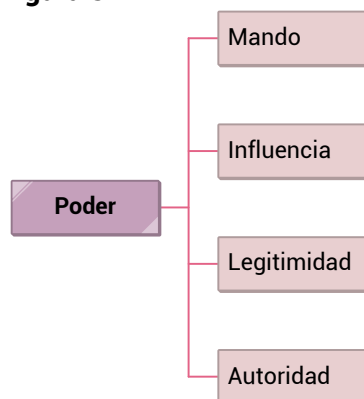 Mando
Influencia
Poder
Legitimidad
Autoridad